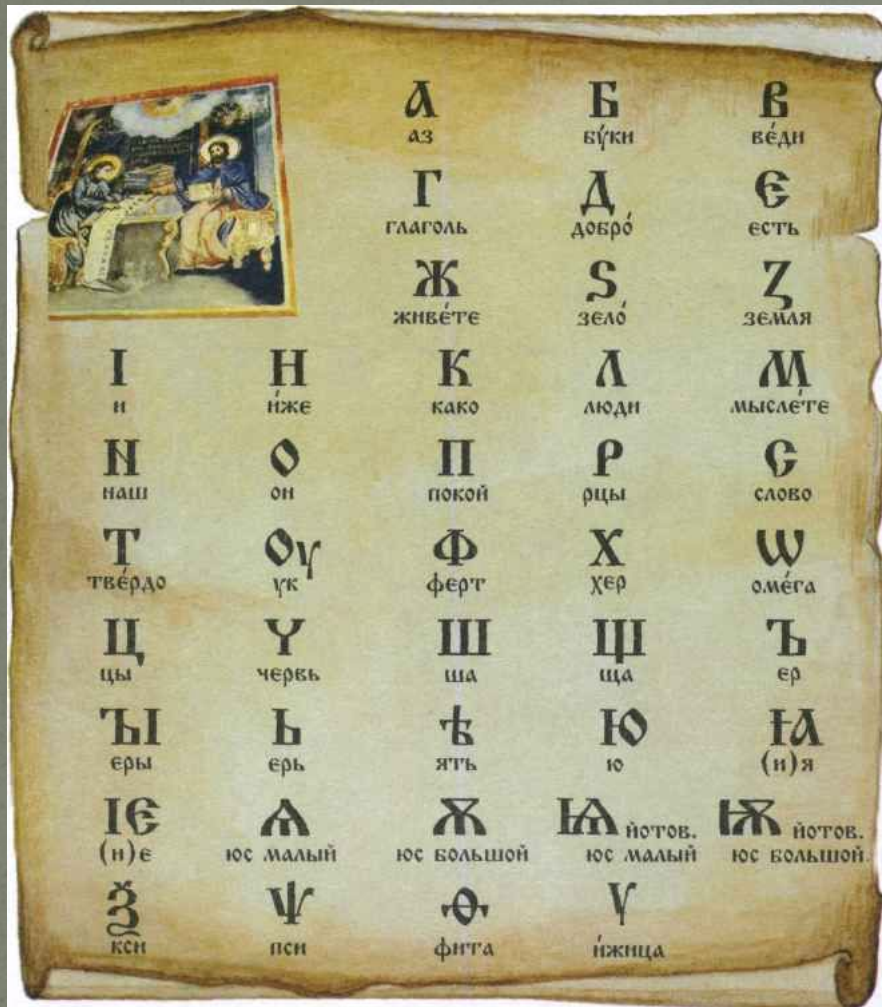 А Б В
аз бу́ки ве́ди
Г Д Є
глаголь добро́ есть
Ж Ѕ З
живе́те зело́ земля
І Н К Л М
и и́же како люди мысле́те
N О П Р С
наш он покой рцы слово
Т Оу Ф Х Ѡ
тве́рдо ук ферт хер оме́га
Ц Ч Ш Щ Ъ
цы червь ша ща ер
ЪІ Ь Ѣ Ю Ꙗ
еры ерь ять ю (и)я
Ѥ Ѧ Ѫ Ѩ йотов. Ѭ йотов.
(и)е юс малый юс большой юс малый юс большой
Ѯ Ѱ Ѳ Ѵ
кси пси фита и́жица